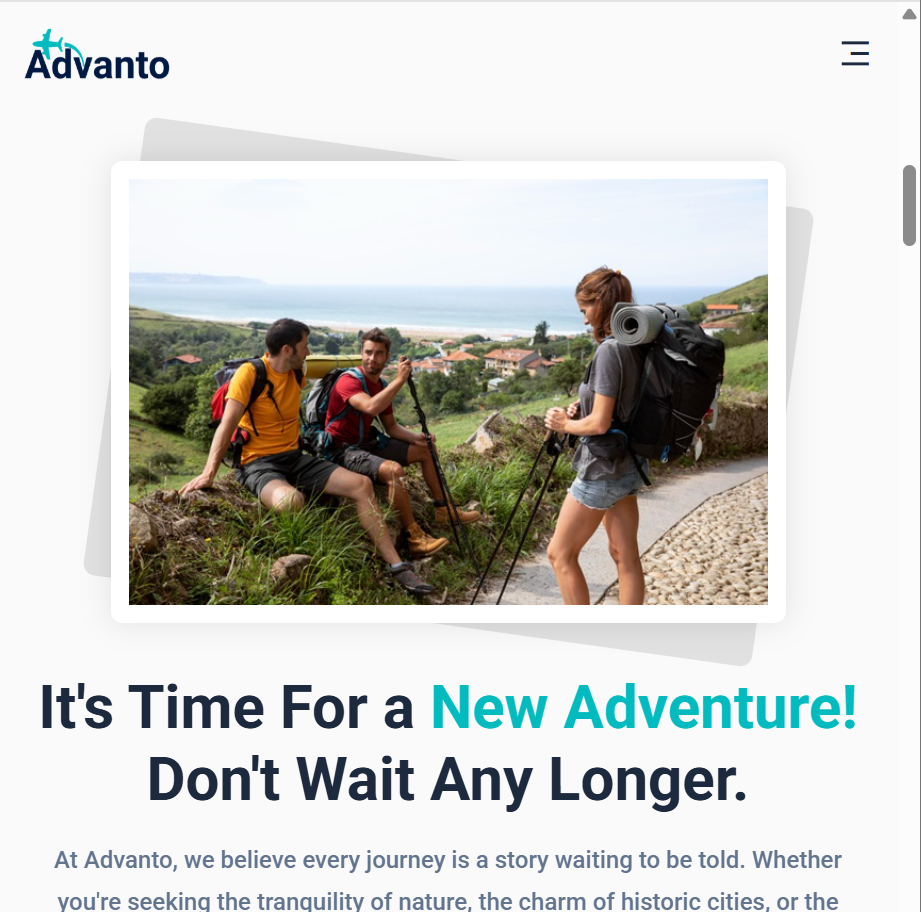 Advanto
It's Time For a New Adventure!
Don't Wait Any Longer.
At Advanto, we believe every journey is a story waiting to be told. Whether
you're seeking the tranquility of nature, the charm of historic cities, or the